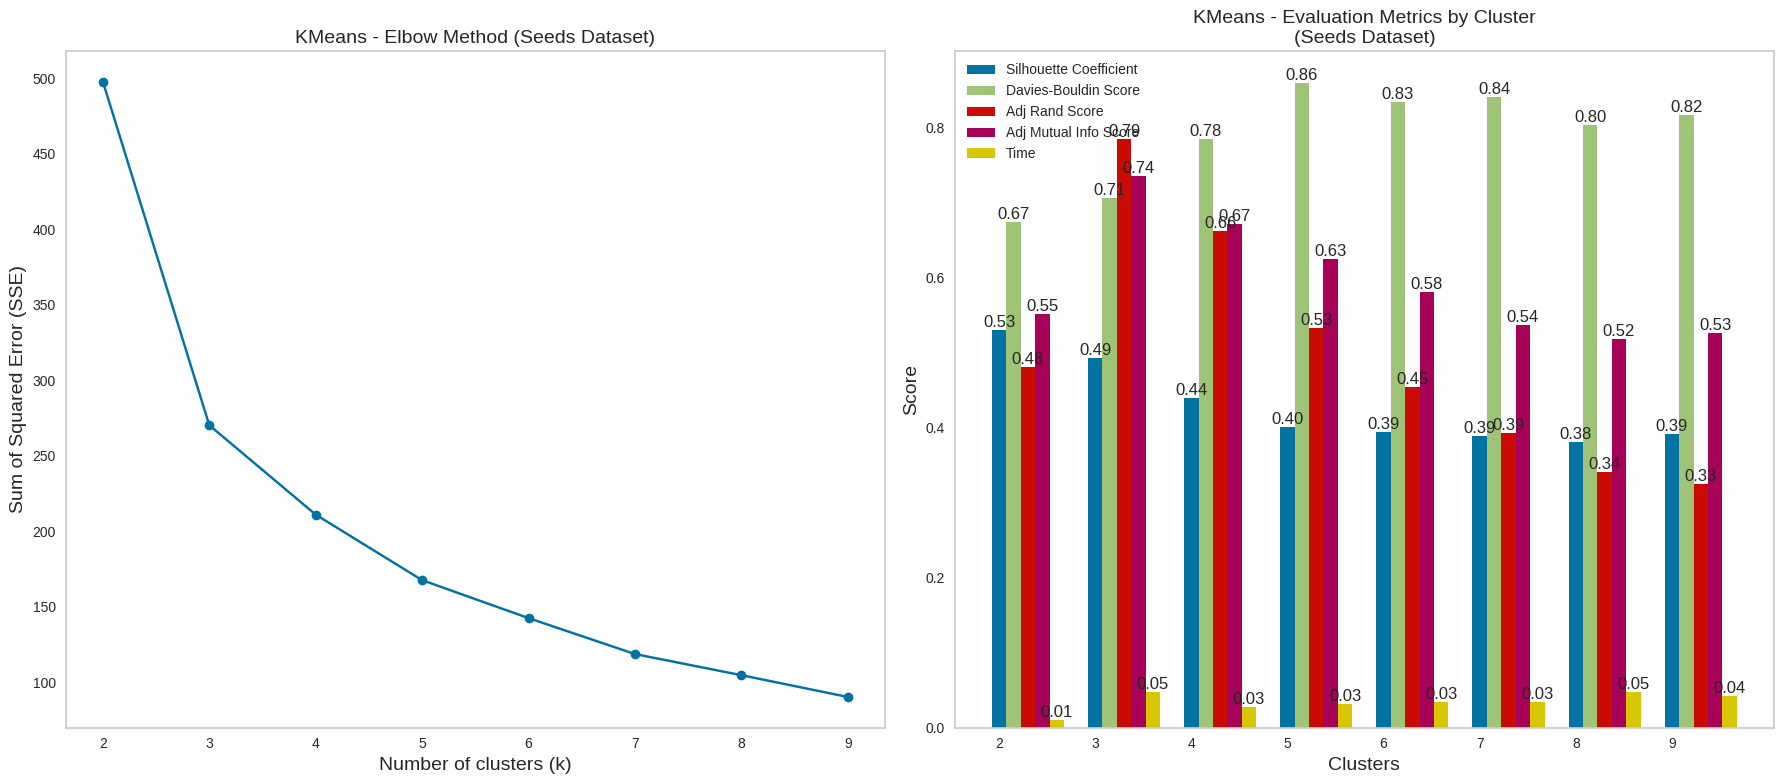 KMeans - Elbow Method (Seeds Dataset)
Sum of Squared Error (SSE)
500
450
400
350
300
250
200
150
100
2 3 4 5 6 7 8 9
Number of clusters (k)
KMeans - Evaluation Metrics by Cluster
(Seeds Dataset)
Silhouette Coefficient
Davies-Bouldin Score
Adj Rand Score
Adj Mutual Info Score
Time
Score
0.8
0.6
0.4
0.2
0.0
0.53 0.67 0.48 0.55 0.01
0.49 0.71 0.79 0.74 0.05
0.44 0.78 0.66 0.67 0.03
0.40 0.86 0.53 0.63 0.03
0.39 0.83 0.45 0.58 0.03
0.39 0.84 0.39 0.54 0.03
0.38 0.80 0.34 0.52 0.05
0.39 0.82 0.33 0.53 0.04
2 3 4 5 6 7 8 9
Clusters